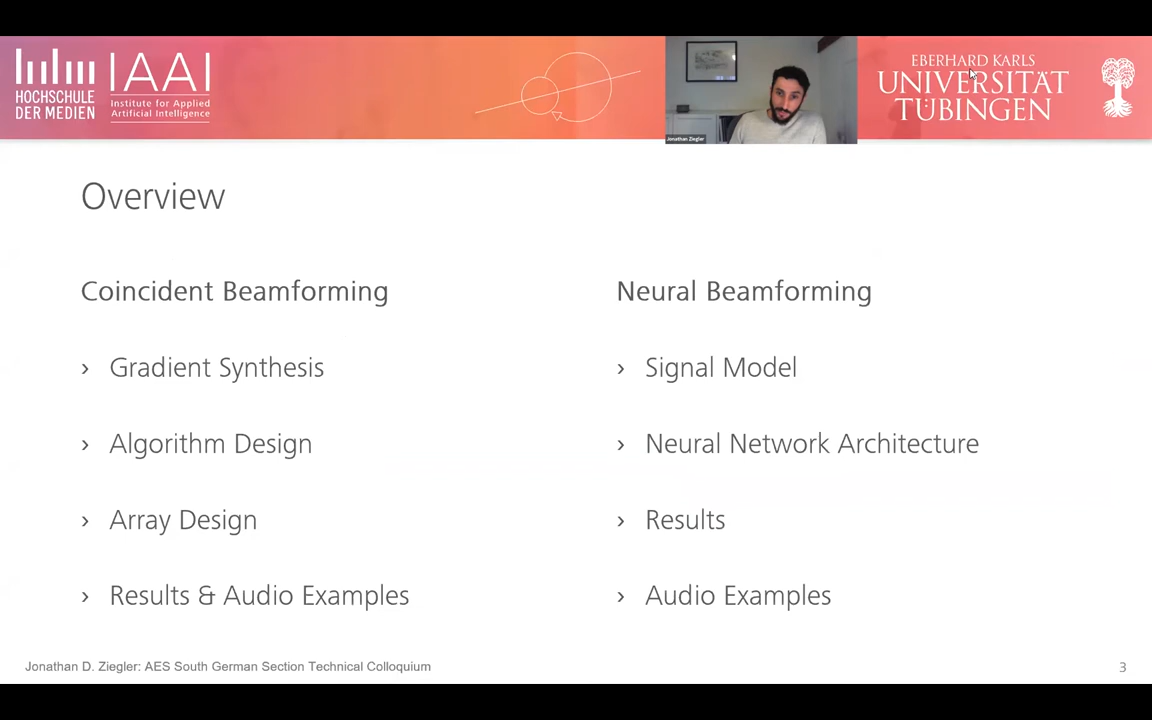 HOCHSCHULE
DER MEDIEN
IAAI
Institute for Applied
Artificial Intelligence
Jonathan Ziegler
EBERHARD KARLS
UNIVERSITÄT
TÜBINGEN
Overview
Coincident Beamforming
› Gradient Synthesis
› Algorithm Design
› Array Design
› Results & Audio Examples
Neural Beamforming
› Signal Model
› Neural Network Architecture
› Results
› Audio Examples
Jonathan D. Ziegler: AES South German Section Technical Colloquium
3